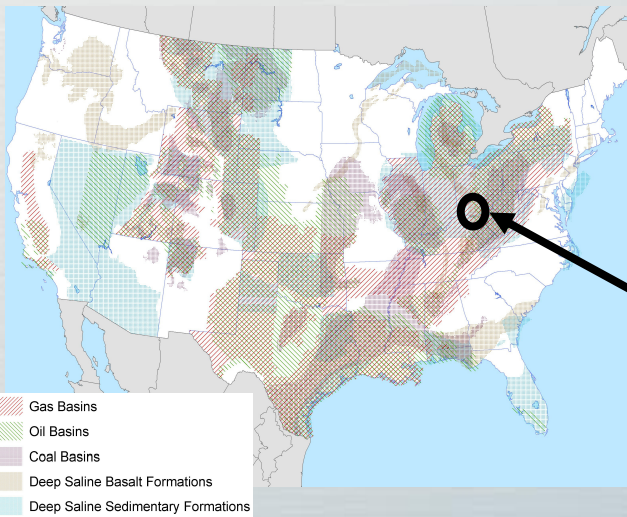 Gas Basins
Oil Basins
Coal Basins
Deep Saline Basalt Formations
Deep Saline Sedimentary Formations